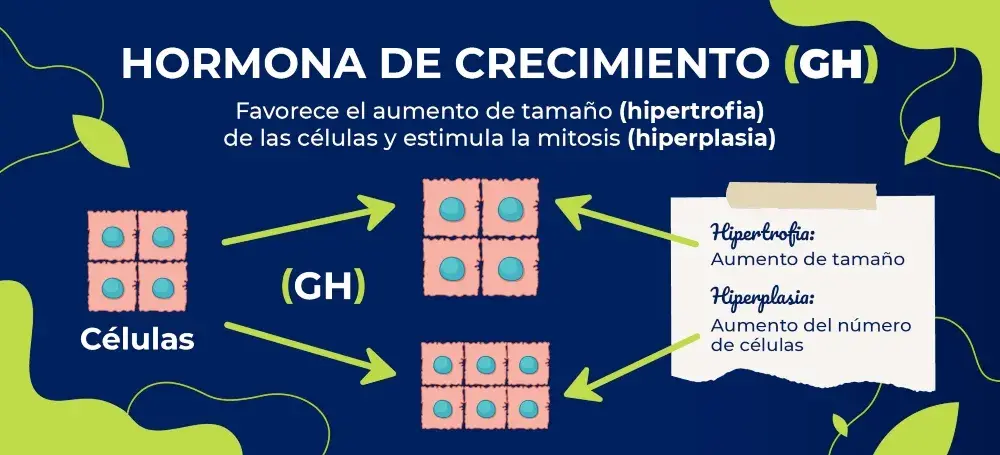 HORMONA DE CRECIMIENTO (GH)
Favorece el aumento de tamaño (hipertrofia)
de las células y estimula la mitosis (hiperplasia)
(GH)
Células
Hipertrofia:
Aumento de tamaño
Hiperplasia:
Aumento del número
de células